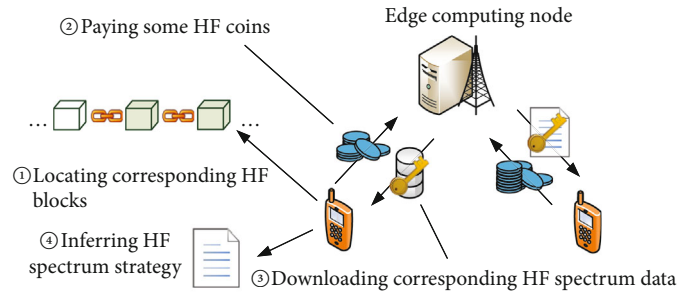 ②Paying some HF coins
Edge computing node
... ...
①Locating corresponding HF
blocks
④Inferring HF
spectrum strategy
③Downloading corresponding HF spectrum data